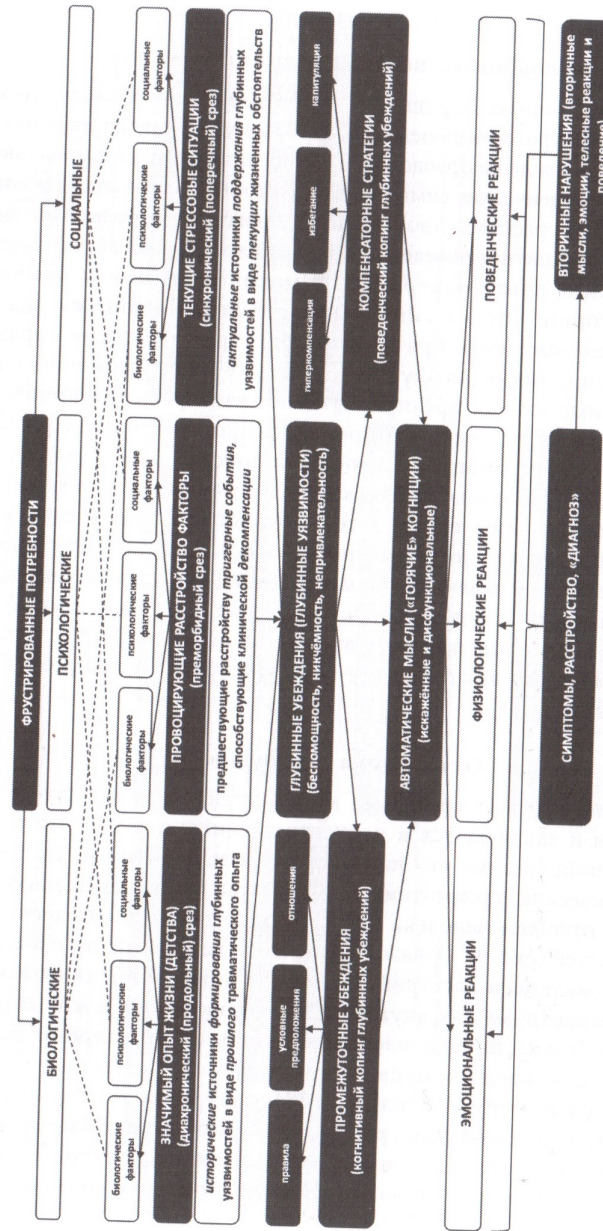 ФРУСТРИРОВАННЫЕ ПОТРЕБНОСТИ
БИОЛОГИЧЕСКИЕ
ПСИХОЛОГИЧЕСКИЕ
СОЦИАЛЬНЫЕ
биологические
факторы
психологические
факторы
социальные
факторы
биологические
факторы
психологические
факторы
социальные
факторы
биологические
факторы
психологические
факторы
социальные
факторы
ЗНАЧИМЫЙ ОПЫТ ЖИЗНИ (ДЕТСТВА)
(диахронический (продольный) срез)
ПРОВОЦИРУЮЩИЕ РАССТРОЙСТВО ФАКТОРЫ
(преморбидный срез)
ТЕКУЩИЕ СТРЕССОВЫЕ СИТУАЦИИ
(синхронический (поперечный) срез)
исторические источники формирования глубинных
уязвимостей в виде прошлого травматического опыта
предшествующие расстройству триггерные события,
способствующие клинической декомпенсации
актуальные источники поддержания глубинных
уязвимостей в виде текущих жизненных обстоятельств
правила
условные
предположения
отношения
ГЛУБИННЫЕ УБЕЖДЕНИЯ (ГЛУБИННЫЕ УЯЗВИМОСТИ)
(беспомощность, никчёмность, непривлекательность)
гиперкомпенсация
избегание
капитуляция
ПРОМЕЖУТОЧНЫЕ УБЕЖДЕНИЯ
(когнитивный копинг глубинных убеждений)
КОМПЕНСАТОРНЫЕ СТРАТЕГИИ
(поведенческий копинг глубинных убеждений)
АВТОМАТИЧЕСКИЕ МЫСЛИ («ГОРЯЧИЕ» КОГНИЦИИ)
(искажённые и дисфункциональные)
ЭМОЦИОНАЛЬНЫЕ РЕАКЦИИ
ФИЗИОЛОГИЧЕСКИЕ РЕАКЦИИ
ПОВЕДЕНЧЕСКИЕ РЕАКЦИИ
СИМПТОМЫ, РАССТРОЙСТВО, «ДИАГНОЗ»
ВТОРИЧНЫЕ НАРУШЕНИЯ (вторичные
мысли, эмоции, телесные реакции и
поведение)